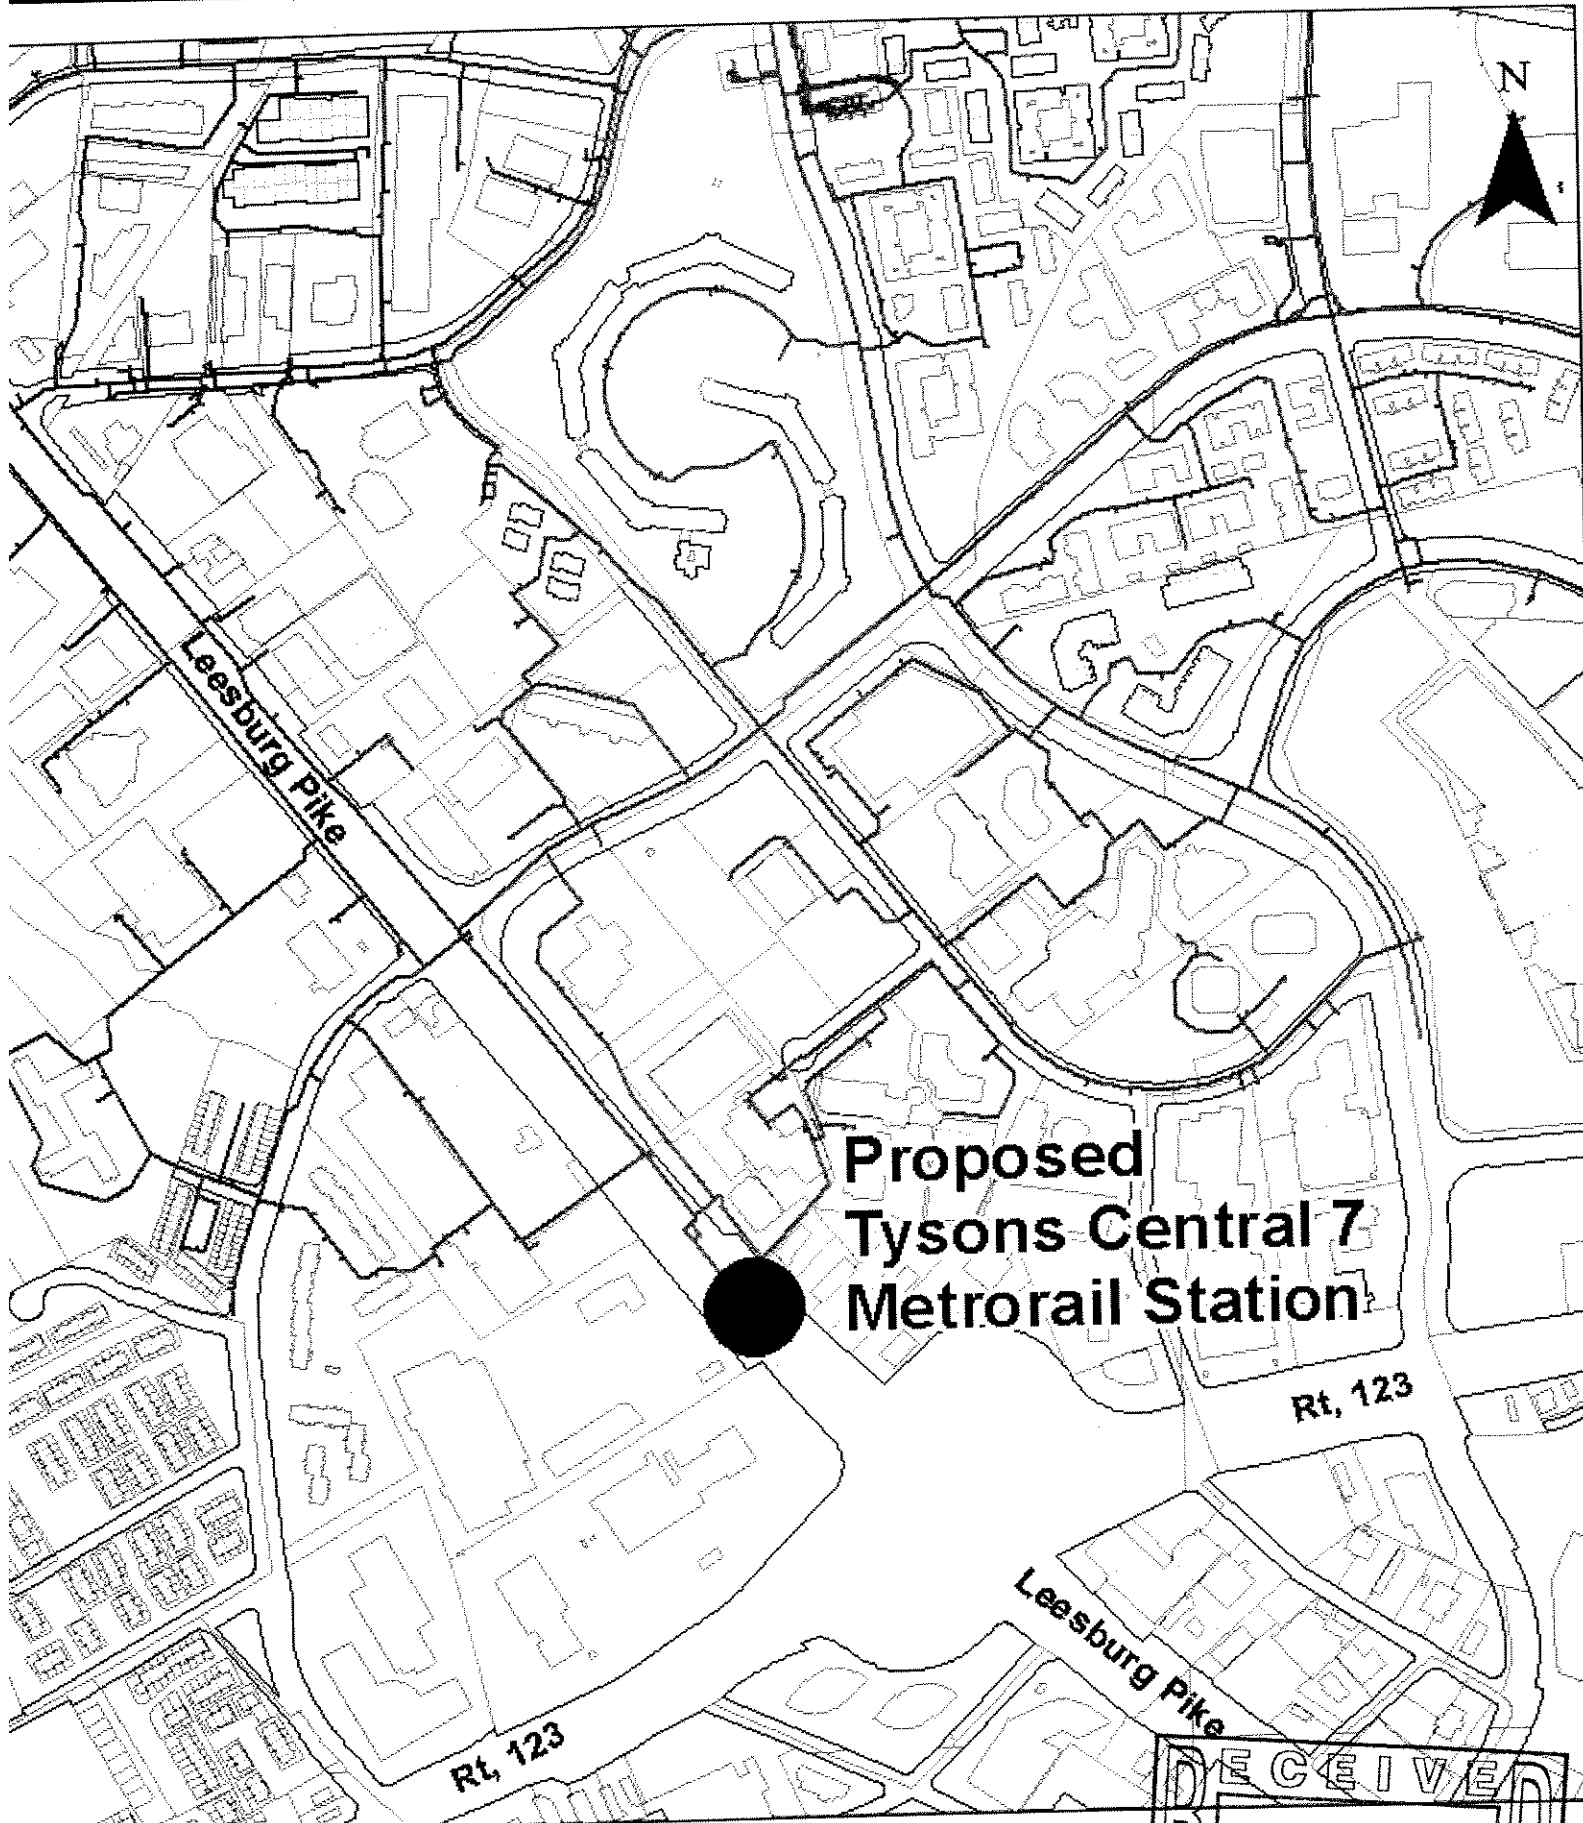 N
Leesburg Pike
Proposed
Tysons Central 7
Metrorail Station
Rt, 123
Leesburg Pike
Rt, 123
RECEIVED